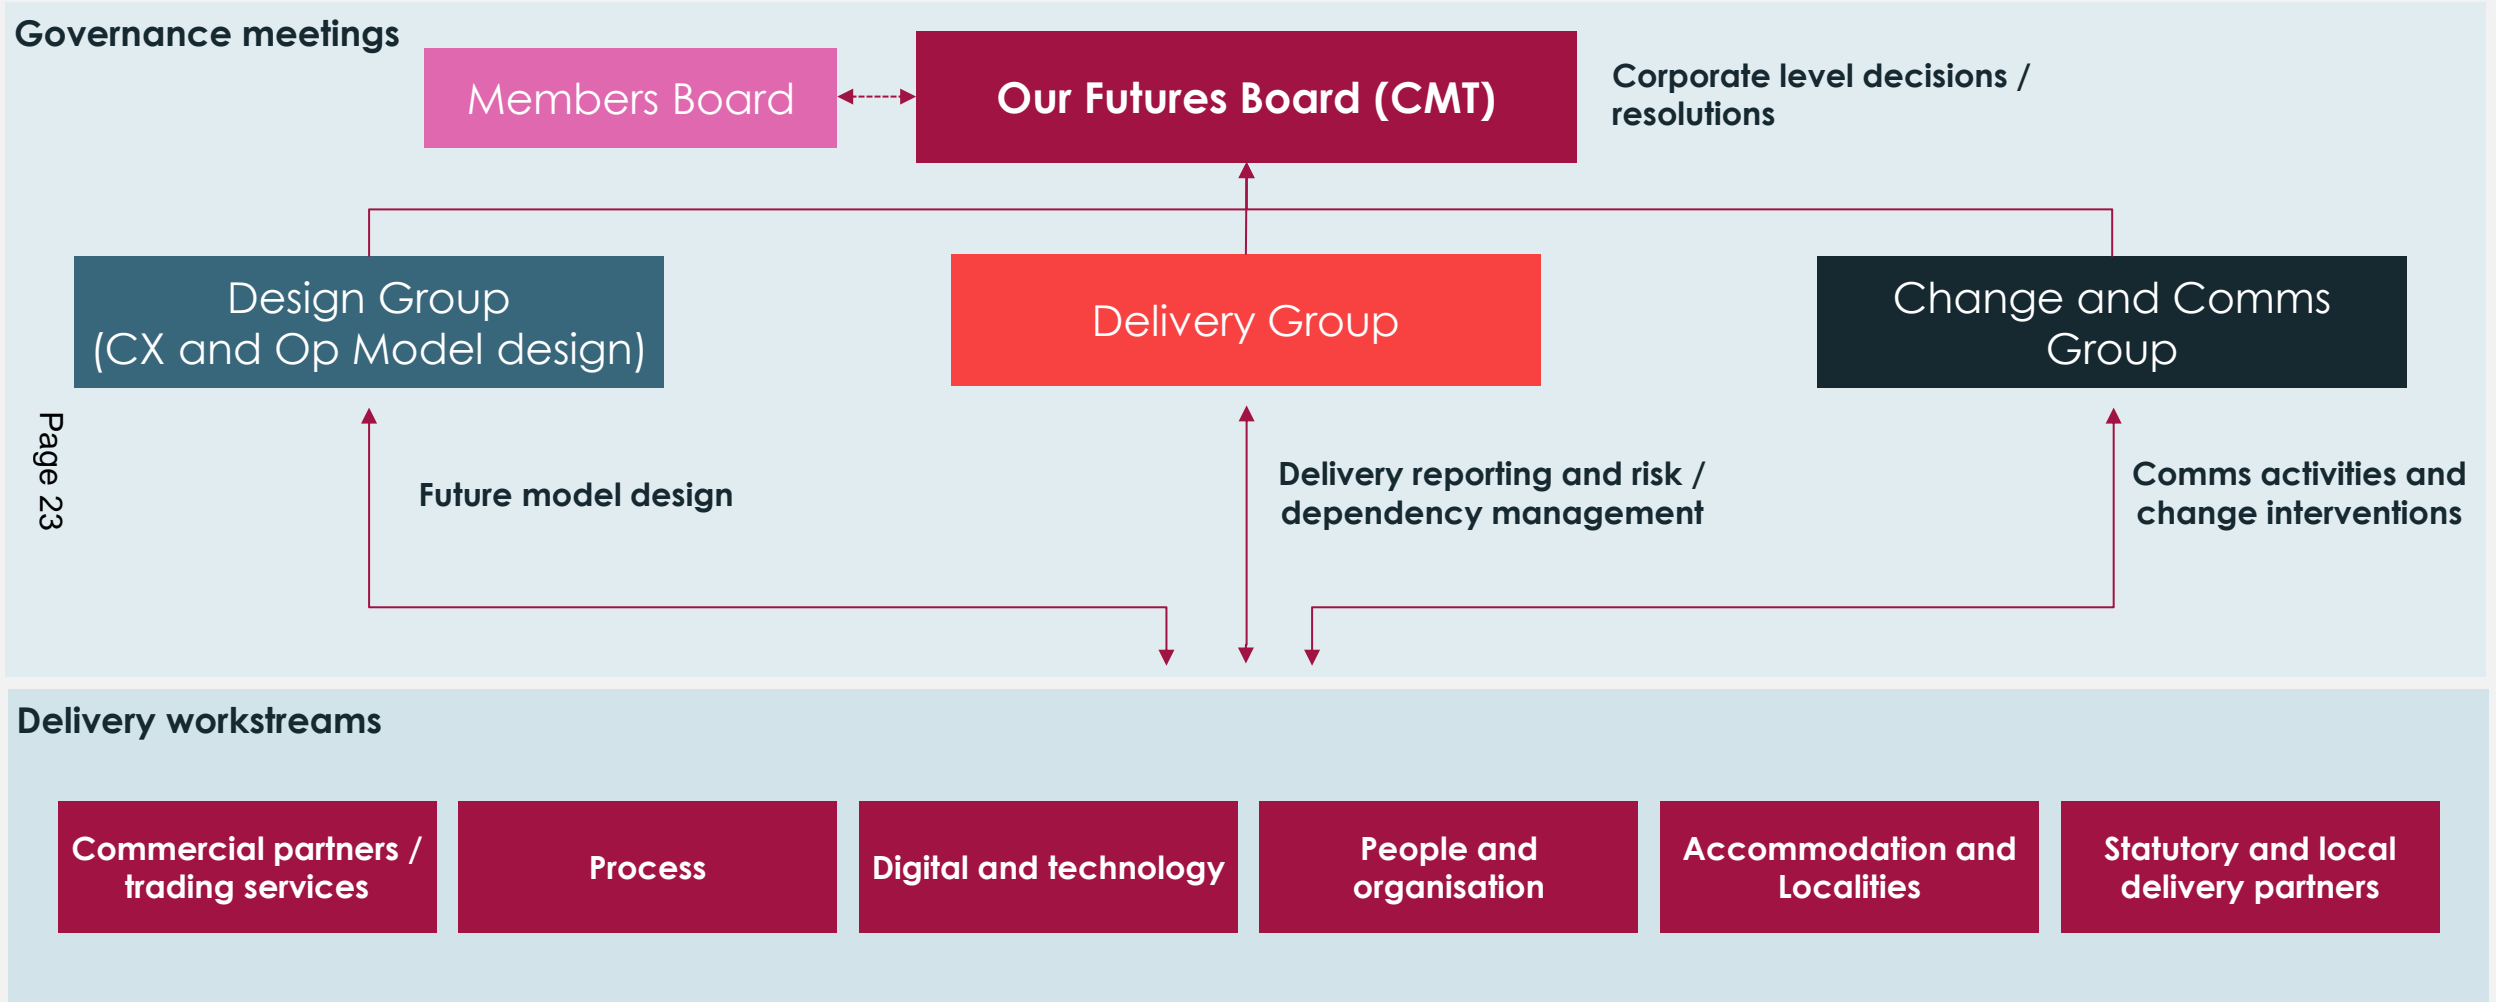 Governance meetings
Members Board
Our Futures Board (CMT)
Corporate level decisions /
resolutions
Design Group
(CX and Op Model design)
Delivery Group
Change and Comms
Group
Page 23
Future model design
Delivery reporting and risk /
dependency management
Comms activities and
change interventions
Delivery workstreams
Commercial partners /
trading services
Process
Digital and technology
People and
organisation
Accommodation and
Localities
Statutory and local
delivery partners